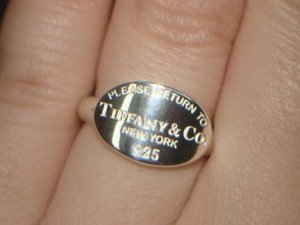 PLEASE RETURN TO
TIFFANY & CO.
NEW YORK
925